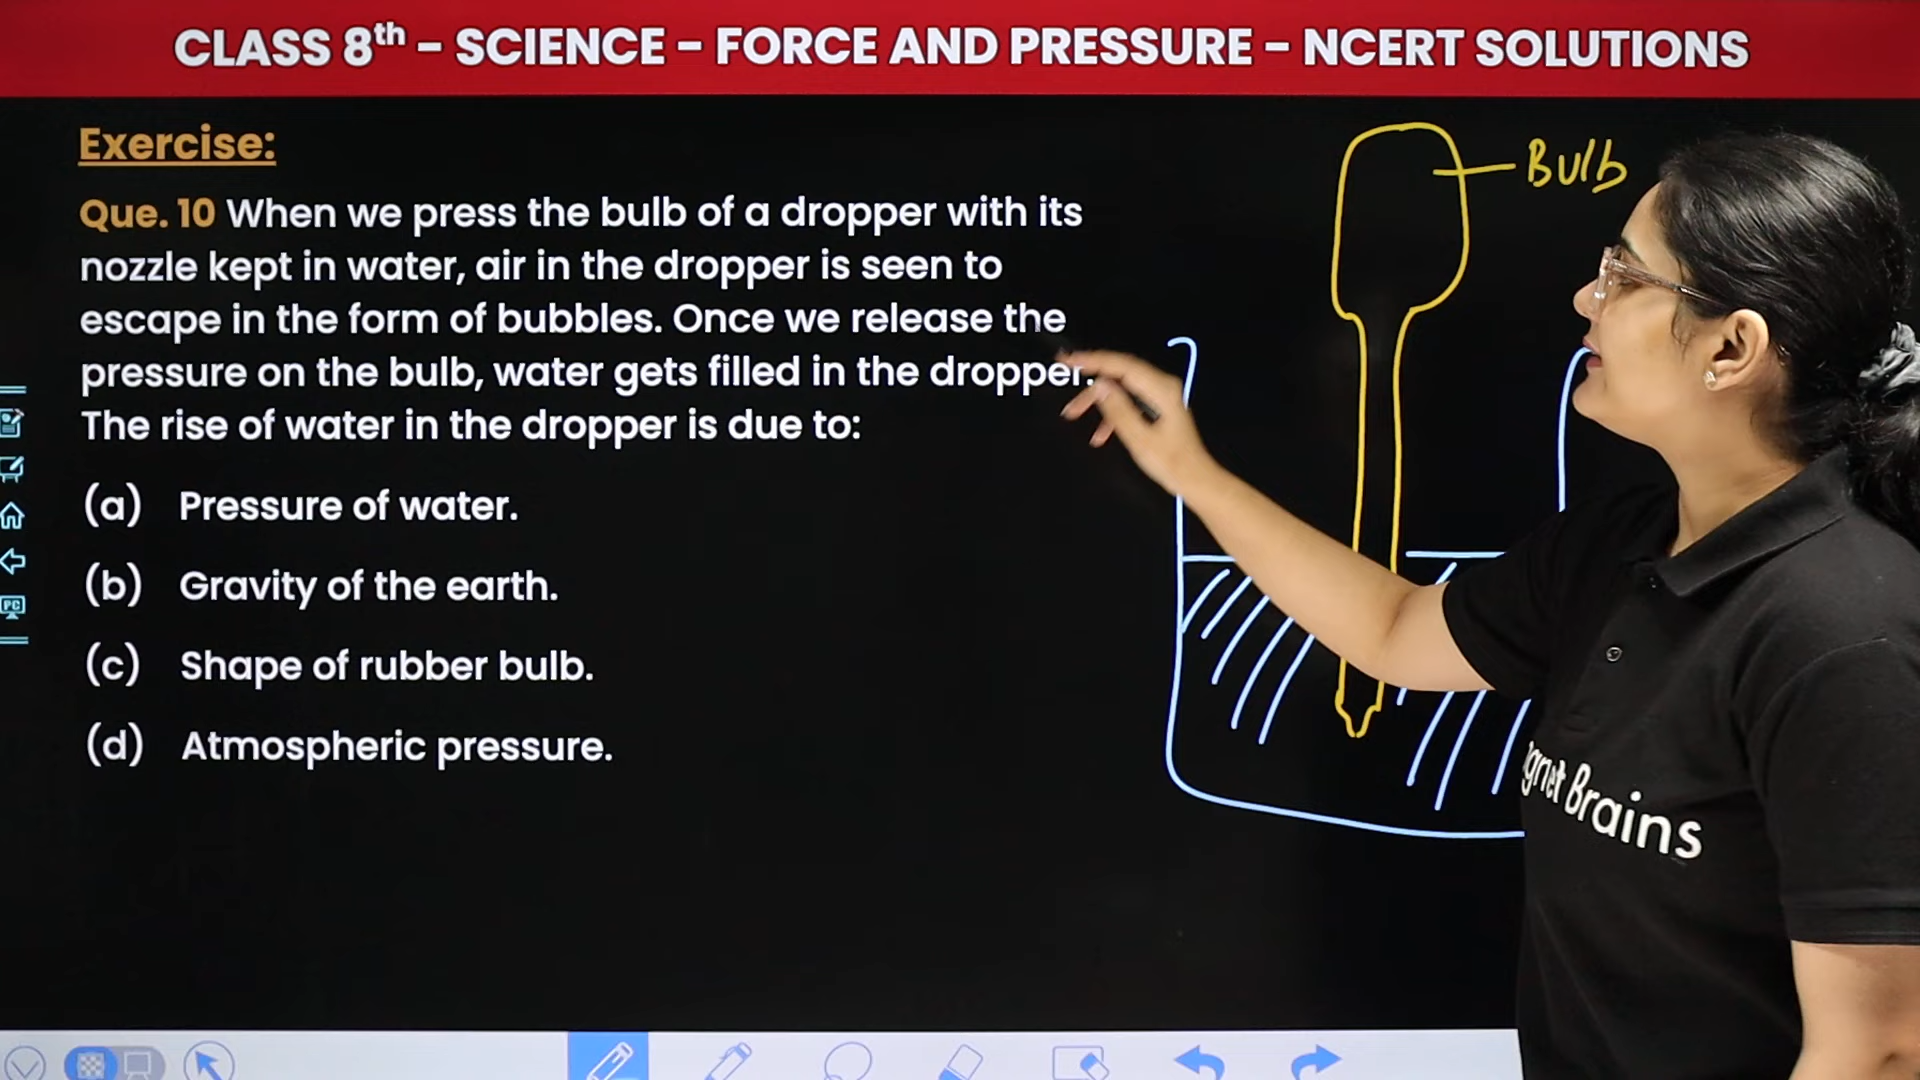 CLASS 8th - SCIENCE - FORCE AND PRESSURE - NCERT SOLUTIONS
Exercise:
Que. 10 When we press the bulb of a dropper with its
nozzle kept in water, air in the dropper is seen to
escape in the form of bubbles. Once we release the
pressure on the bulb, water gets filled in the dropper.
The rise of water in the dropper is due to:
(a) Pressure of water.
(b) Gravity of the earth.
(c) Shape of rubber bulb.
(d) Atmospheric pressure.
Bulb
gnet Brains
PC